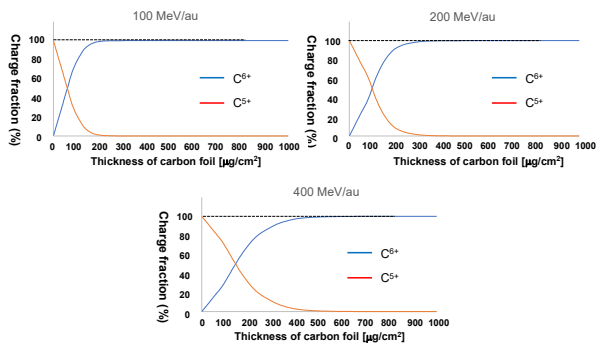 100 MeV/au
Charge fraction (%)
100
80
60
40
20
0
C6+
C5+
0 100 200 300 400 500 600 700 800 900 1000
Thickness of carbon foil [µg/cm²]
200 MeV/au
Charge fraction (%)
100
80
60
40
20
0
C⁶⁺
C⁵⁺
0 100 200 300 400 500 600 700 800 900 1000
Thickness of carbon foil [µg/cm²]
400 MeV/au
Charge fraction (%)
100
80
60
40
20
0
C⁶⁺
C⁵⁺
0 100 200 300 400 500 600 700 800 900 1000
Thickness of carbon foil [µg/cm²]